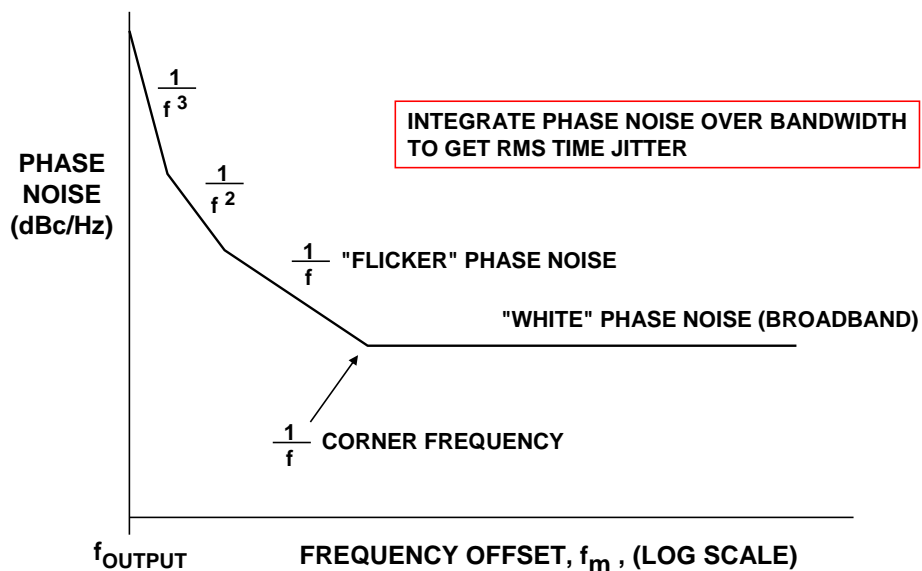 1
f 3
INTEGRATE PHASE NOISE OVER BANDWIDTH
TO GET RMS TIME JITTER
PHASE
NOISE
(dBc/Hz)
1
f 2
1
f
"FLICKER" PHASE NOISE
"WHITE" PHASE NOISE (BROADBAND)
1
f
CORNER FREQUENCY
fOUTPUT
FREQUENCY OFFSET, fm , (LOG SCALE)